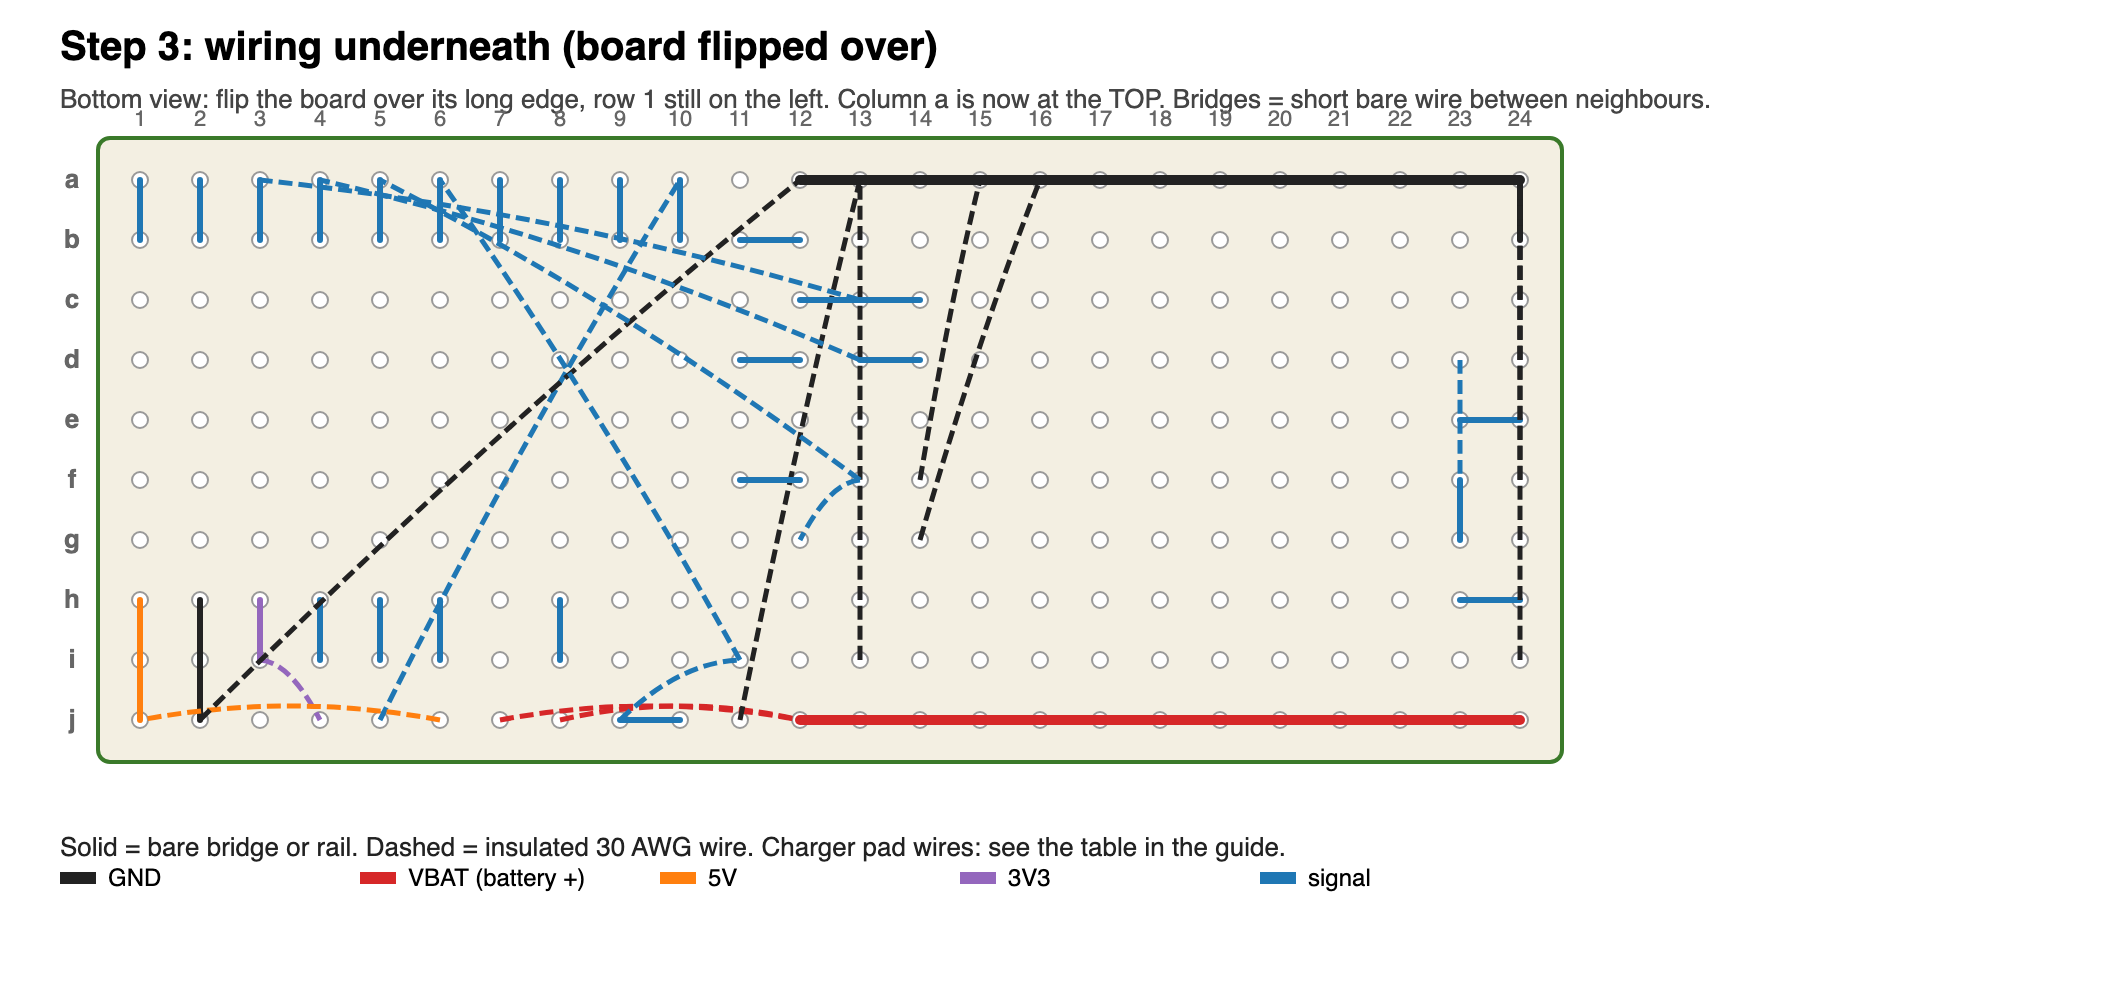 Step 3: wiring underneath (board flipped over)
Bottom view: flip the board over its long edge, row 1 still on the left. Column a is now at the TOP. Bridges = short bare wire between neighbours.
1 2 3 4 5 6 7 8 9 10 11 12 13 14 15 16 17 18 19 20 21 22 23 24
a
b
c
d
e
f
g
h
i
j
Solid = bare bridge or rail. Dashed = insulated 30 AWG wire. Charger pad wires: see the table in the guide.
GND VBAT (battery +) 5V 3V3 signal